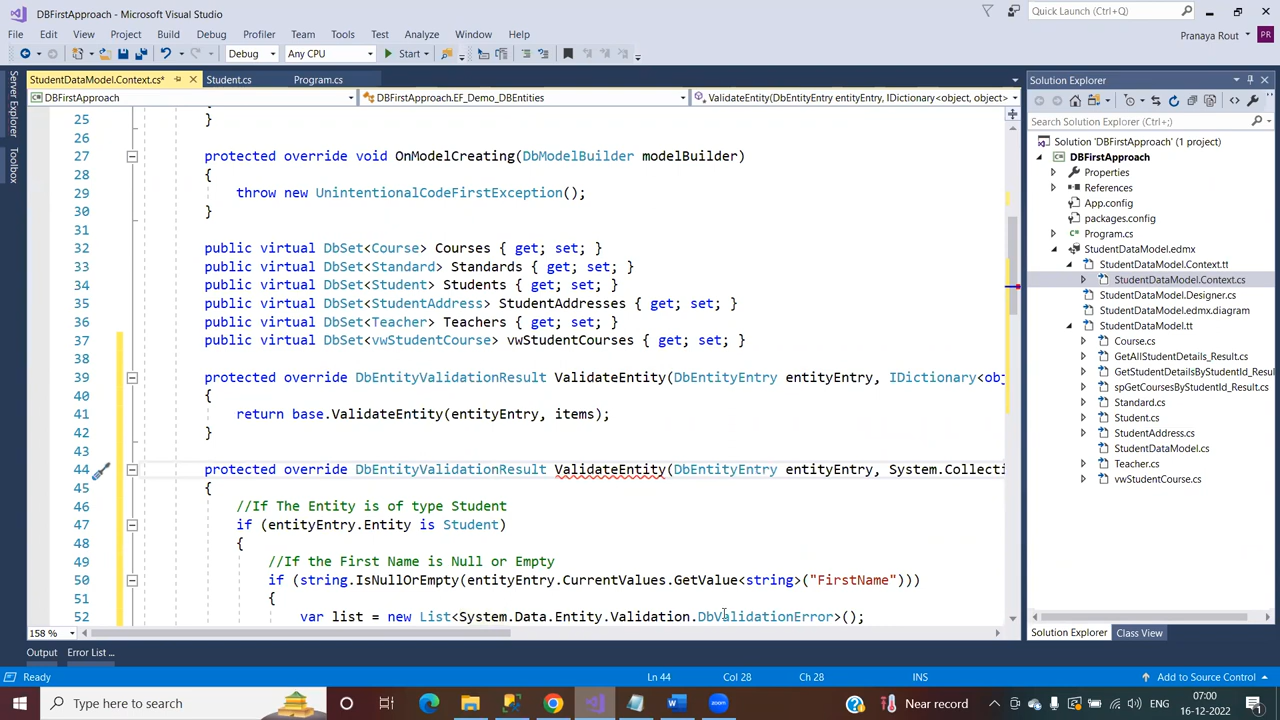 DBFirstApproach - Microsoft Visual Studio
Quick Launch (Ctrl+Q)
File Edit View Project Build Debug Profiler Team Tools Test Analyze Window Help
Pranaya Rout
PR
Debug Any CPU Start
Server Explorer
Toolbox
StudentDataModel.Context.cs* Student.cs Program.cs
DBFirstApproach DBFirstApproach.EF_Demo_DBEntities ValidateEntity(DbEntityEntry entityEntry, IDictionary<object, object>
25 }
26
27 protected override void OnModelCreating(DbModelBuilder modelBuilder)
28 {
29 throw new UnintentionalCodeFirstException();
30 }
31
32 public virtual DbSet<Course> Courses { get; set; }
33 public virtual DbSet<Standard> Standards { get; set; }
34 public virtual DbSet<Student> Students { get; set; }
35 public virtual DbSet<StudentAddress> StudentAddresses { get; set; }
36 public virtual DbSet<Teacher> Teachers { get; set; }
37 public virtual DbSet<vwStudentCourse> vwStudentCourses { get; set; }
38
39 protected override DbEntityValidationResult ValidateEntity(DbEntityEntry entityEntry, IDictionary<obj
40 {
41 return base.ValidateEntity(entityEntry, items);
42 }
43
44 protected override DbEntityValidationResult ValidateEntity(DbEntityEntry entityEntry, System.Collecti
45 {
46 //If The Entity is of type Student
47 if (entityEntry.Entity is Student)
48 {
49 //If the First Name is Null or Empty
50 if (string.IsNullOrEmpty(entityEntry.CurrentValues.GetValue<string>("FirstName")))
51 {
52 var list = new List<System.Data.Entity.Validation.DbValidationError>();
158 %
Solution Explorer
Search Solution Explorer (Ctrl+;)
Solution 'DBFirstApproach' (1 project)
DBFirstApproach
Properties
References
App.config
packages.config
Program.cs
StudentDataModel.edmx
StudentDataModel.Context.tt
StudentDataModel.Context.cs
StudentDataModel.Designer.cs
StudentDataModel.edmx.diagram
StudentDataModel.tt
Course.cs
GetAllStudentDetails_Result.cs
GetStudentDetailsByStudentId_Resul
spGetCoursesByStudentId_Result.cs
Standard.cs
Student.cs
StudentAddress.cs
StudentDataModel.cs
Teacher.cs
vwStudentCourse.cs
Solution Explorer Class View
Output Error List ...
Ready Ln 44 Col 28 Ch 28 INS Add to Source Control
Type here to search
zoom
Near record
ENG
07:00
16-12-2022
1